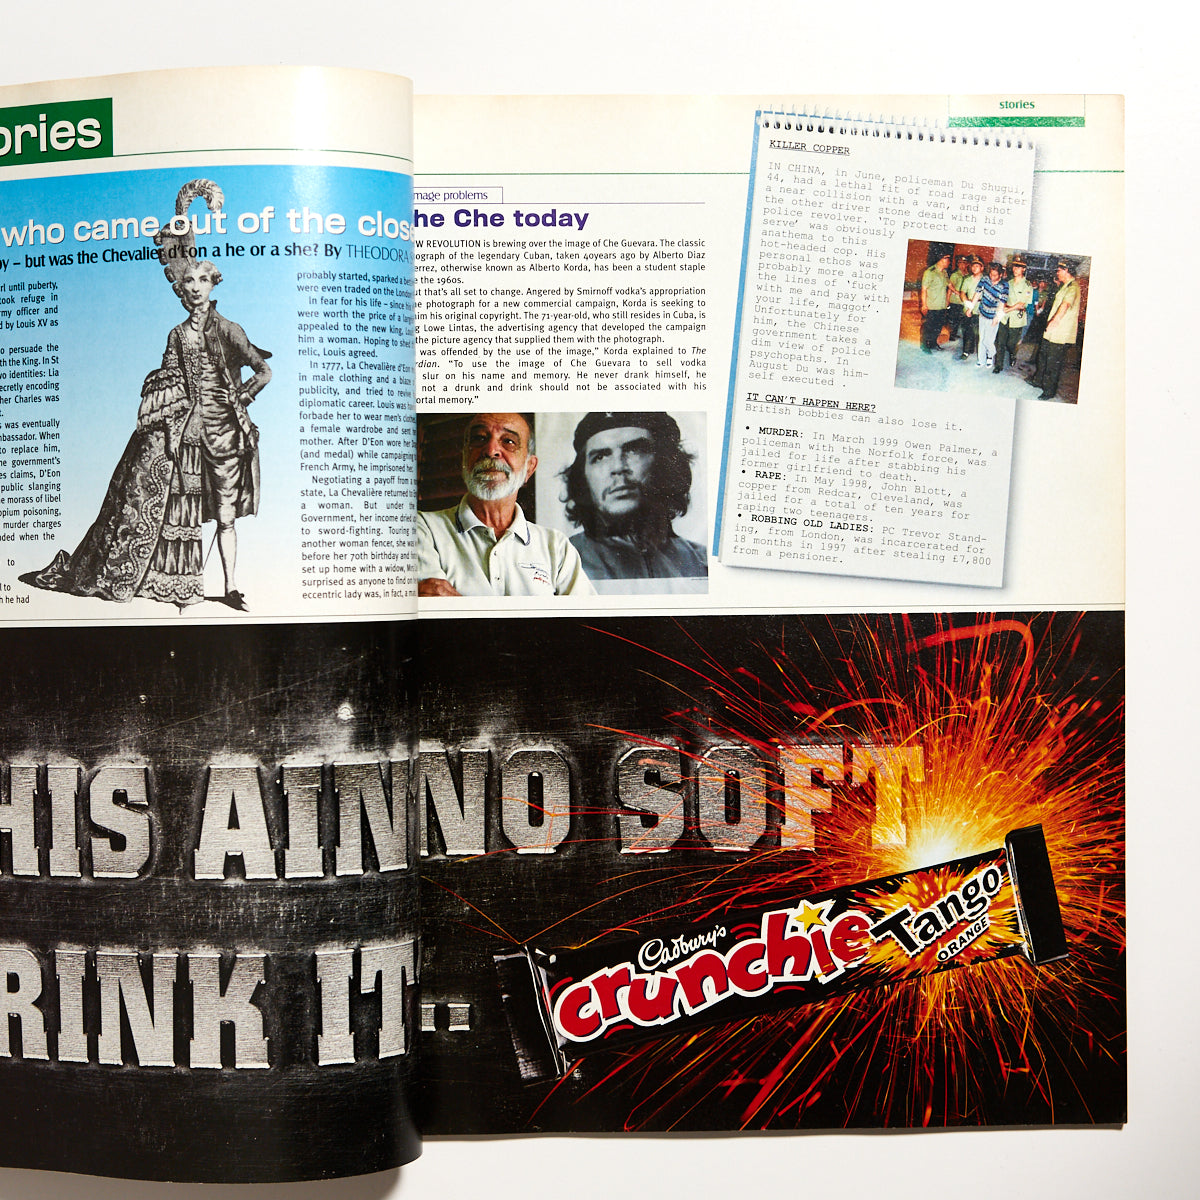 ories
who came out of the clos
by – but was the Chevalier d'Eon a he or a she? By THEODORA
rl until puberty,
took refuge in
rmy officer and
d by Louis XV as
o persuade the
th the King. In St
wo identities: Lia
ecretly encoding
her Charles was
t.
s was eventually
mbassador. When
to replace him,
he government's
es claims, D'Eon
public slanging
e morass of libel
opium poisoning,
murder charges
ded when the
to
l to
h he had
probably started, sparked a be
were even traded on the London
In fear for his life – since
were worth the price of a large
appealed to the new king, Loui
him a woman. Hoping to shed
relic, Louis agreed.
In 1777, La Chevalière d'Eon
in male clothing and a blaze
publicity, and tried to revive
diplomatic career. Louis was
forbade her to wear men's clothes
a female wardrobe and sent
mother. After D'Eon wore her
(and medal) while campaigning
French Army, he imprisoned her.
Negotiating a payoff from
state, La Chevalière returned to
a woman. But under the
Government, her income dried
to sword-fighting. Touring
another woman fencer, she was
before her 70th birthday and
set up home with a widow, Mrs
surprised as anyone to find on
eccentric lady was, in fact, a ma
stories
mage problems
he Che today
W REVOLUTION is brewing over the image of Che Guevara. The classic
ograph of the legendary Cuban, taken 40years ago by Alberto Diaz
errez, otherwise known as Alberto Korda, has been a student staple
e the 1960s.
ut that's all set to change. Angered by Smirnoff vodka's appropriation
e photograph for a new commercial campaign, Korda is seeking to
im his original copyright. The 71-year-old, who still resides in Cuba, is
g Lowe Lintas, the advertising agency that developed the campaign
the picture agency that supplied them with the photograph.
was offended by the use of the image,” Korda explained to The
dian. “To use the image of Che Guevara to sell vodka
slur on his name and memory. He never drank himself, he
not a drunk and drink should not be associated with his
ortal memory.”
KILLER COPPER
IN CHINA, in June, policeman Du Shugui,
44, had a lethal fit of road rage after
a near collision with a van, and shot
the other driver stone dead with his
police revolver. 'To protect and to
serve' was obviously
anathema to this
hot-headed cop. His
personal ethos was
probably more along
the lines of 'fuck
with me and pay with
your life, maggot'.
Unfortunately for
him, the Chinese
government takes a
dim view of police
psychopaths. In
August Du was him-
self executed .
IT CAN'T HAPPEN HERE?
British bobbies can also lose it.
• MURDER: In March 1999 Owen Palmer, a
policeman with the Norfolk force, was
jailed for life after stabbing his
former girlfriend to death.
• RAPE: In May 1998, John Blott, a
copper from Redcar, Cleveland, was
jailed for a total of ten years for
raping two teenagers.
• ROBBING OLD LADIES: PC Trevor Stand-
ing, from London, was incarcerated for
18 months in 1997 after stealing £7,800
from a pensioner.
HIS AIN NO SOFT
RINK IT..
Cadbury's
crunchie Tango
ORANGE